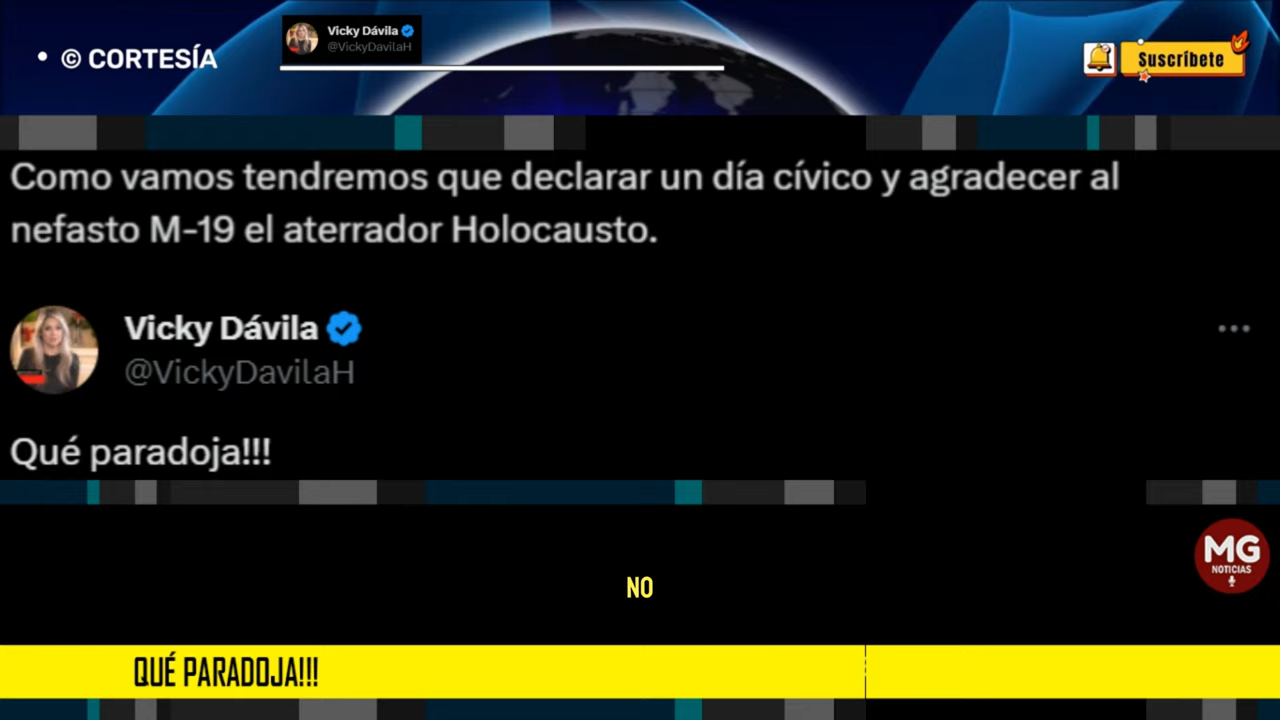 • © CORTESÍA
Vicky Dávila
@VickyDavilaH
Suscríbete
Como vamos tendremos que declarar un día cívico y agradecer al
nefasto M-19 el aterrador Holocausto.
Vicky Dávila
@VickyDavilaH
Qué paradoja!!!
MG
NOTICIAS
NO
QUÉ PARADOJA!!!